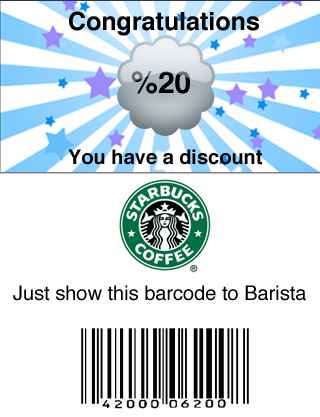 Congratulations
%20
You have a discount
STARBUCKS
COFFEE
®
Just show this barcode to Barista
42000 06200